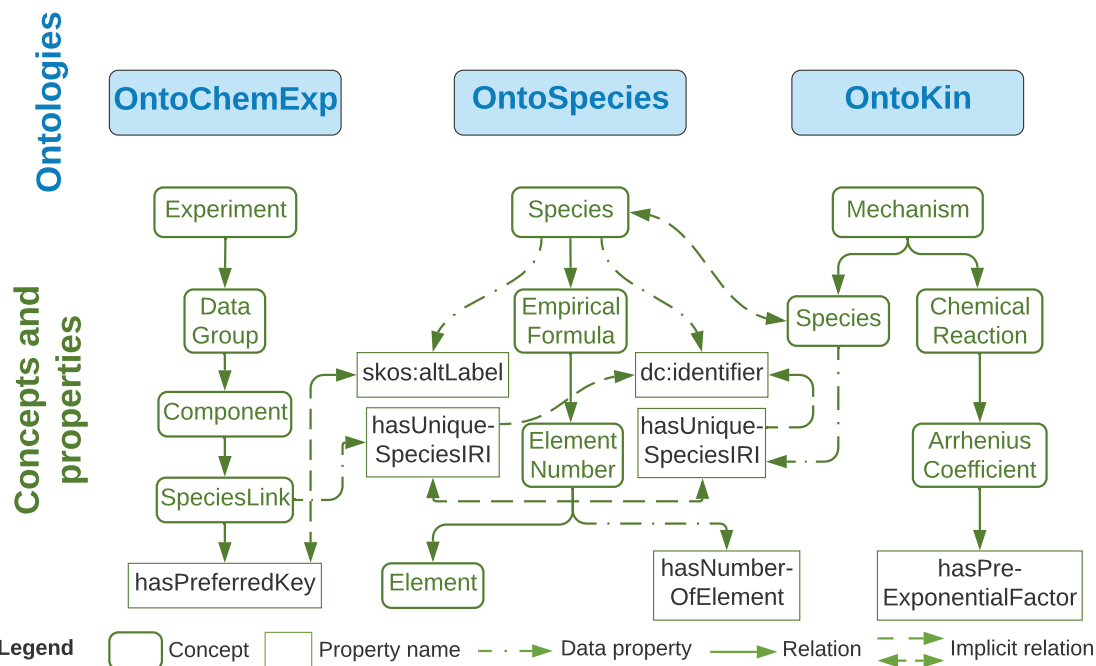 Ontologies
OntoChemExp
OntoSpecies
OntoKin
Concepts and
properties
Experiment
Species
Mechanism
Data
Group
Empirical
Formula
Species
Chemical
Reaction
skos:altLabel
dc:identifier
Component
hasUnique-
SpeciesIRI
Element
Number
hasUnique-
SpeciesIRI
Arrhenius
Coefficient
SpeciesLink
hasPreferredKey
Element
hasNumber-
OfElement
hasPre-
ExponentialFactor
Legend
Concept
Property name
Data property
Relation
Implicit relation